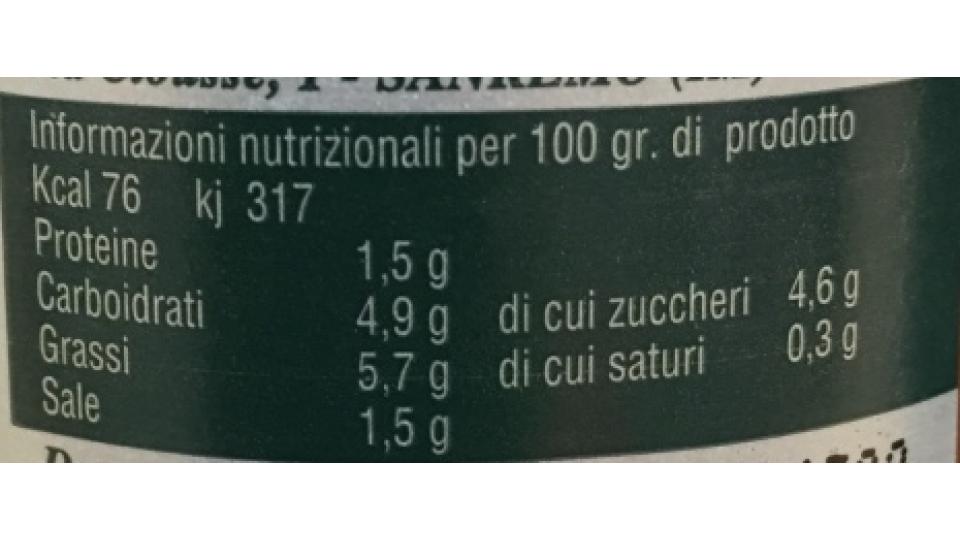 SANREMO
Informazioni nutrizionali per 100 gr. di prodotto
Kcal 76 kj 317
Proteine 1,5 g
Carboidrati 4,9 g di cui zuccheri 4,6 g
Grassi 5,7 g di cui saturi 0,3 g
Sale 1,5 g